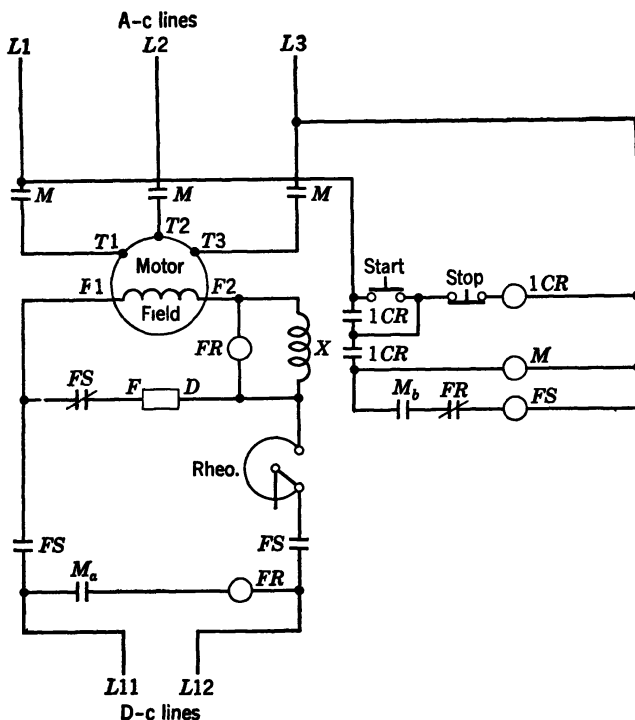 A-c lines
L1 L2 L3
M M M
T1 T2 T3
Motor
Start Stop 1CR
F1 F2
Field
1CR
FR X
1CR M
FS F D
M_b FR FS
Rheo.
FS FS
M_a FR
L11 L12
D-c lines